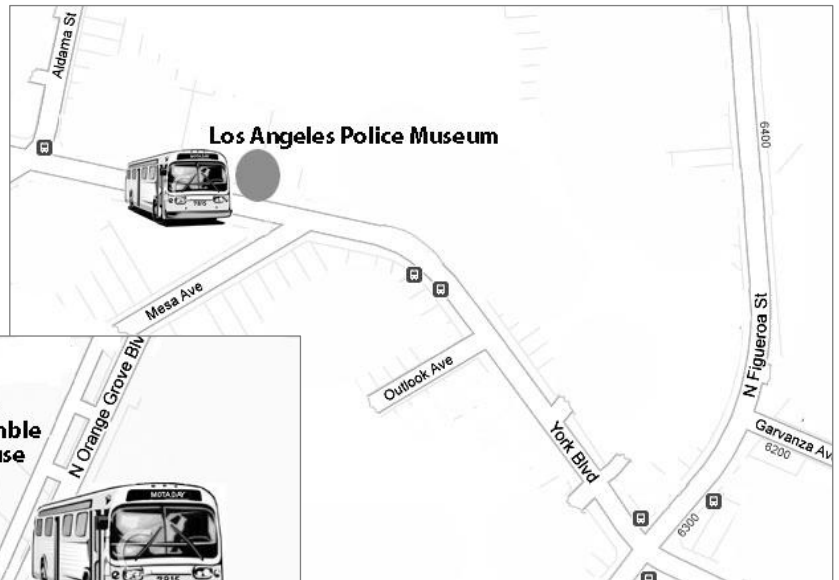 Aldama St
Los Angeles Police Museum
6400
Mesa Ave
N Figueroa St
Outlook Ave
York Blvd
Garvanza Av
6200
6300
N Orange Grove Blv
MOTADAY